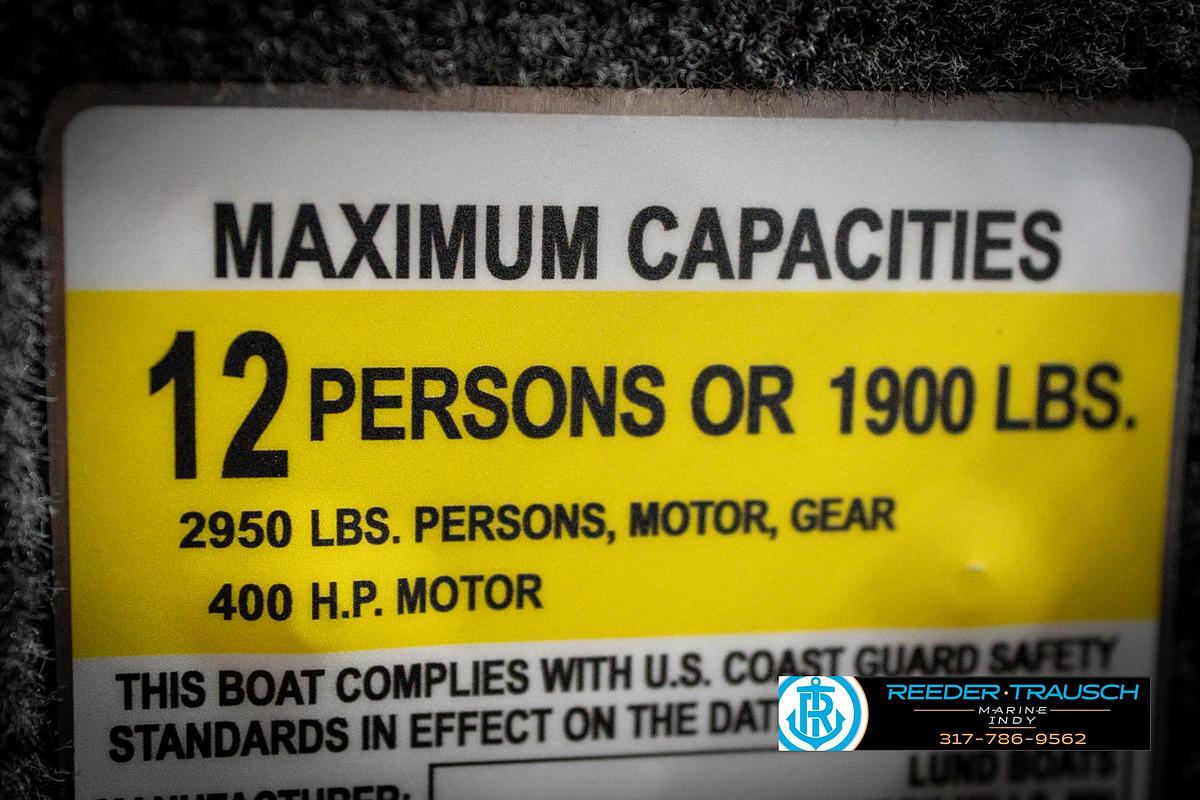 MAXIMUM CAPACITIES
12 PERSONS OR 1900 LBS.
2950 LBS. PERSONS, MOTOR, GEAR
400 H.P. MOTOR
THIS BOAT COMPLIES WITH U.S. COAST GUARD SAFETY
STANDARDS IN EFFECT ON THE
MANUFACTURER:
LUND BOATS
REEDER·TRAUSCH
MARINE
INDY
317-786-9562